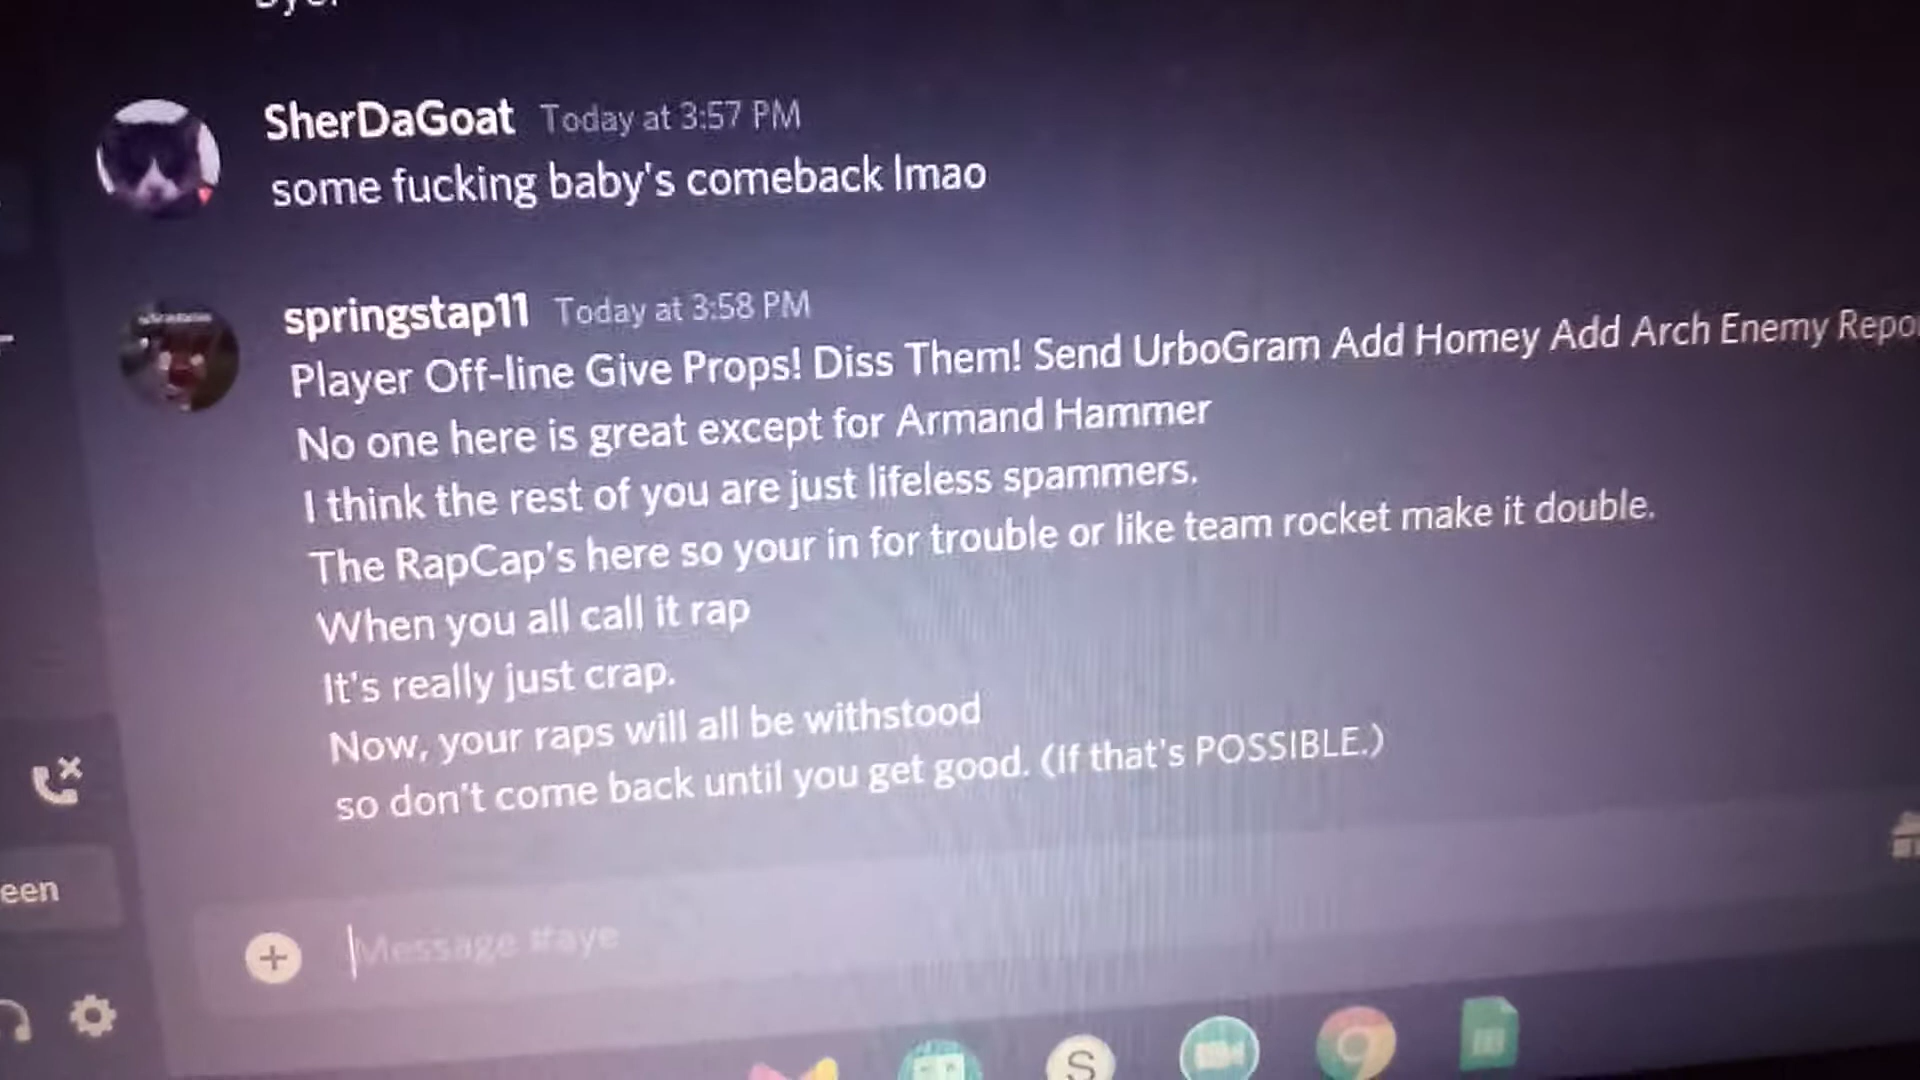 SherDaGoat Today at 3:57 PM
some fucking baby's comeback lmao
springstap11 Today at 3:58 PM
Player Off-line Give Props! Diss Them! Send UrboGram Add Homey Add Arch Enemy Repo
No one here is great except for Armand Hammer
I think the rest of you are just lifeless spammers.
The RapCap's here so your in for trouble or like team rocket make it double.
When you all call it rap
It's really just crap.
Now, your raps will all be withstood
so don't come back until you get good. (If that's POSSIBLE.)
een
Message #aye
S